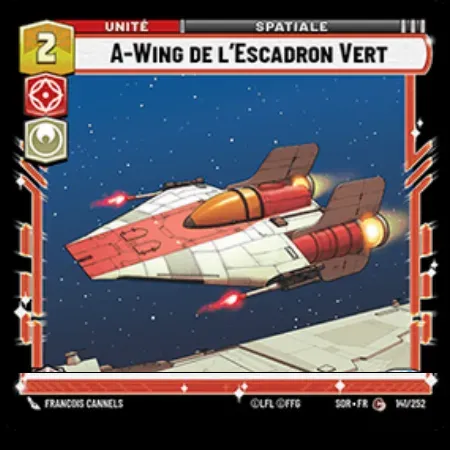 UNITÉ SPATIALE
2 A-Wing de l'Escadron Vert
FRANCOIS CANNELS ©LFL ©FFG SOR • FR C 141/252